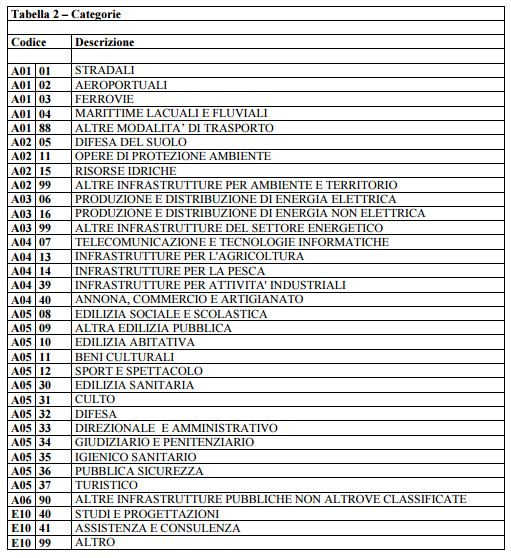 Tabella 2 – Categorie
Codice Descrizione
A01 01 STRADALI
A01 02 AEROPORTUALI
A01 03 FERROVIE
A01 04 MARITTIME LACUALI E FLUVIALI
A01 88 ALTRE MODALITA’ DI TRASPORTO
A02 05 DIFESA DEL SUOLO
A02 11 OPERE DI PROTEZIONE AMBIENTE
A02 15 RISORSE IDRICHE
A02 99 ALTRE INFRASTRUTTURE PER AMBIENTE E TERRITORIO
A03 06 PRODUZIONE E DISTRIBUZIONE DI ENERGIA ELETTRICA
A03 16 PRODUZIONE E DISTRIBUZIONE DI ENERGIA NON ELETTRICA
A03 99 ALTRE INFRASTRUTTURE DEL SETTORE ENERGETICO
A04 07 TELECOMUNICAZIONE E TECNOLOGIE INFORMATICHE
A04 13 INFRASTRUTTURE PER L'AGRICOLTURA
A04 14 INFRASTRUTTURE PER LA PESCA
A04 39 INFRASTRUTTURE PER ATTIVITA' INDUSTRIALI
A04 40 ANNONA, COMMERCIO E ARTIGIANATO
A05 08 EDILIZIA SOCIALE E SCOLASTICA
A05 09 ALTRA EDILIZIA PUBBLICA
A05 10 EDILIZIA ABITATIVA
A05 11 BENI CULTURALI
A05 12 SPORT E SPETTACOLO
A05 30 EDILIZIA SANITARIA
A05 31 CULTO
A05 32 DIFESA
A05 33 DIREZIONALE E AMMINISTRATIVO
A05 34 GIUDIZIARIO E PENITENZIARIO
A05 35 IGIENICO SANITARIO
A05 36 PUBBLICA SICUREZZA
A05 37 TURISTICO
A06 90 ALTRE INFRASTRUTTURE PUBBLICHE NON ALTROVE CLASSIFICATE
E10 40 STUDI E PROGETTAZIONI
E10 41 ASSISTENZA E CONSULENZA
E10 99 ALTRO